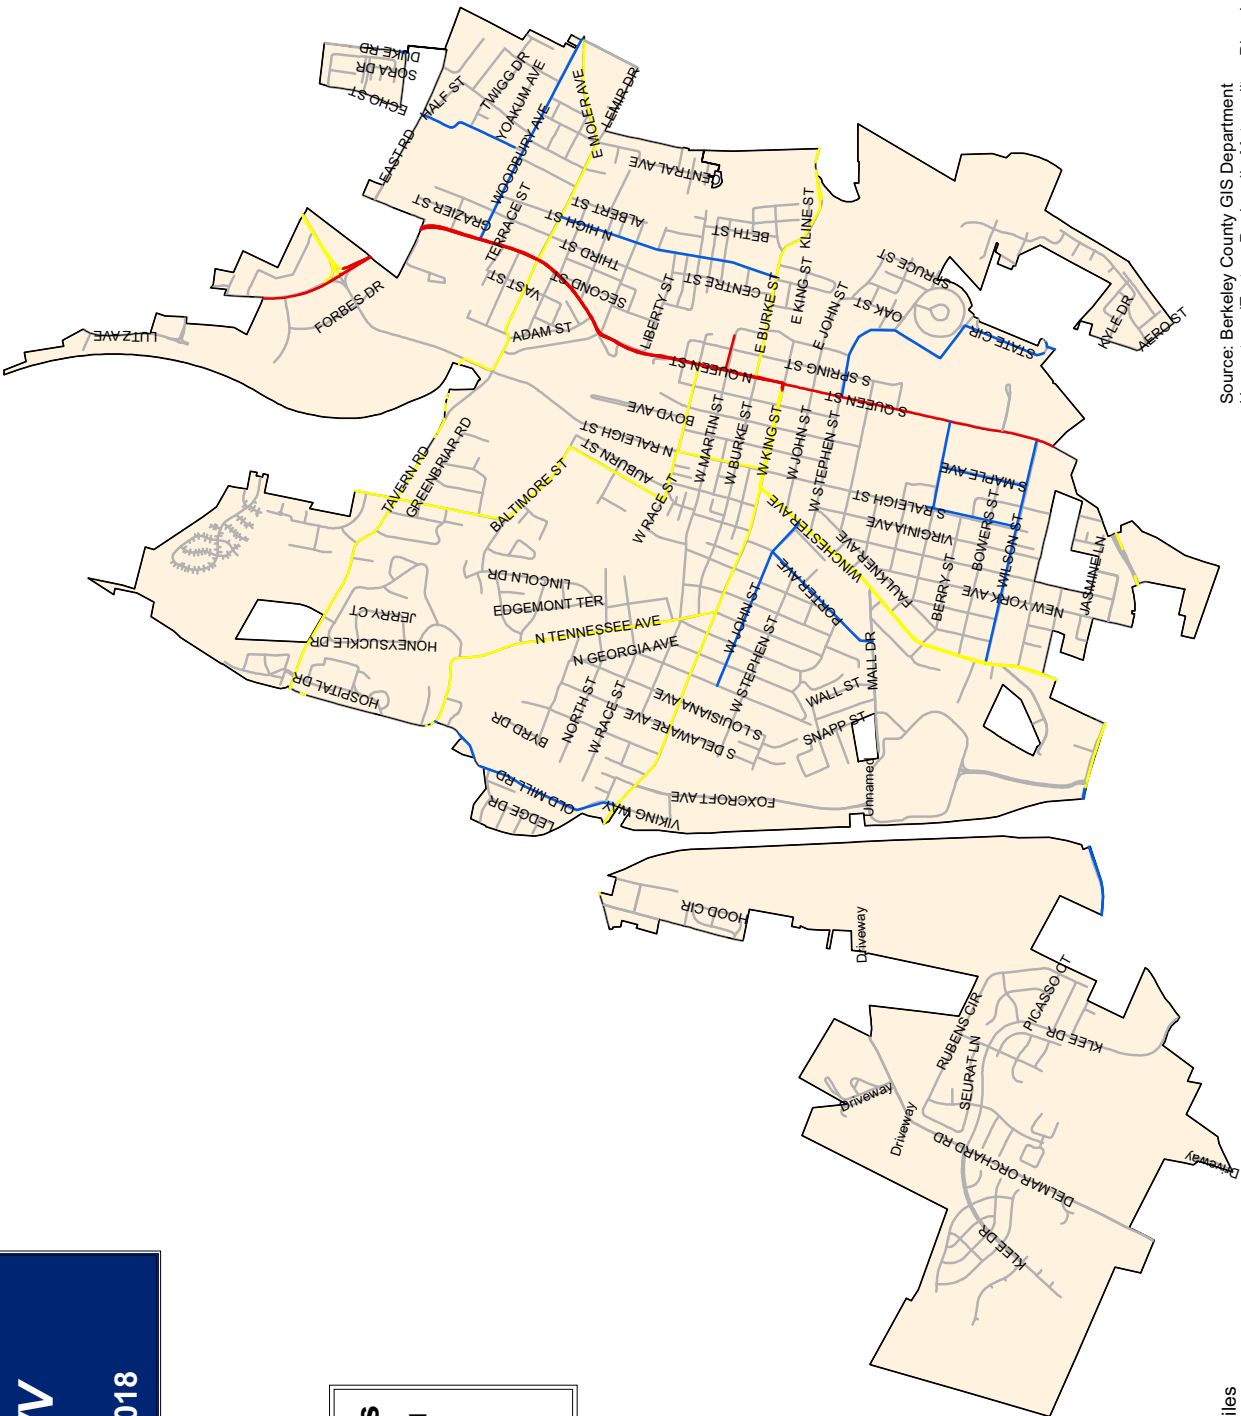 V
018
s
iles
Source: Berkeley County GIS Department
DUKE RD
SORA DR
ECHO ST
HALF ST
TWIGG DR
YOAKUM AVE
WOODBURY AVE
E MOLER AVE
LEMIR DR
EAST RD
GRAZIER ST
TERRACE ST
CENTRAL AVE
ALBERT ST
N HIGH ST
THIRD ST
SECOND ST
VAST ST
ADAM ST
FORBES DR
LUTZ AVE
LIBERTY ST
CENTRE ST
BETH ST
KLINE ST
E BURKE ST
E KING ST
E JOHN ST
SPRUCE ST
OAK ST
STATE CIR
KYLE DR
AERO ST
N QUEEN ST
S SPRING ST
S QUEEN ST
BOYD AVE
N RALEIGH ST
AUBURN ST
W MARTIN ST
W BURKE ST
W KING ST
W JOHN ST
W STEPHEN ST
W RACE ST
TAVERN RD
GREENBRIAR RD
BALTIMORE ST
S MAPLE AVE
S RALEIGH ST
VIRGINIA AVE
BOWERS ST
WILSON ST
WINCHESTER AVE
FAULKNER AVE
BERRY ST
NEW YORK AVE
JASMINE LN
LINCOLN DR
EDGEMONT TER
JERRY CT
HONEYSUCKLE DR
HOSPITAL DR
N TENNESSEE AVE
N GEORGIA AVE
W JOHN ST
W STEPHEN ST
PORTER AVE
MALL DR
WALL ST
SNAPP ST
S LOUISIANA AVE
S DELAWARE AVE
BYRD DR
NORTH ST
W RACE ST
OLD MILL RD
LEDGE DR
VIKING WAY
FOXCROFT AVE
Unnamed
HOOD CIR
Driveway
RUBENS CIR
PICASSO CT
KLEE DR
SEURAT LN
Driveway
Driveway
DELMAR ORCHARD RD
KLEE DR
Driveway